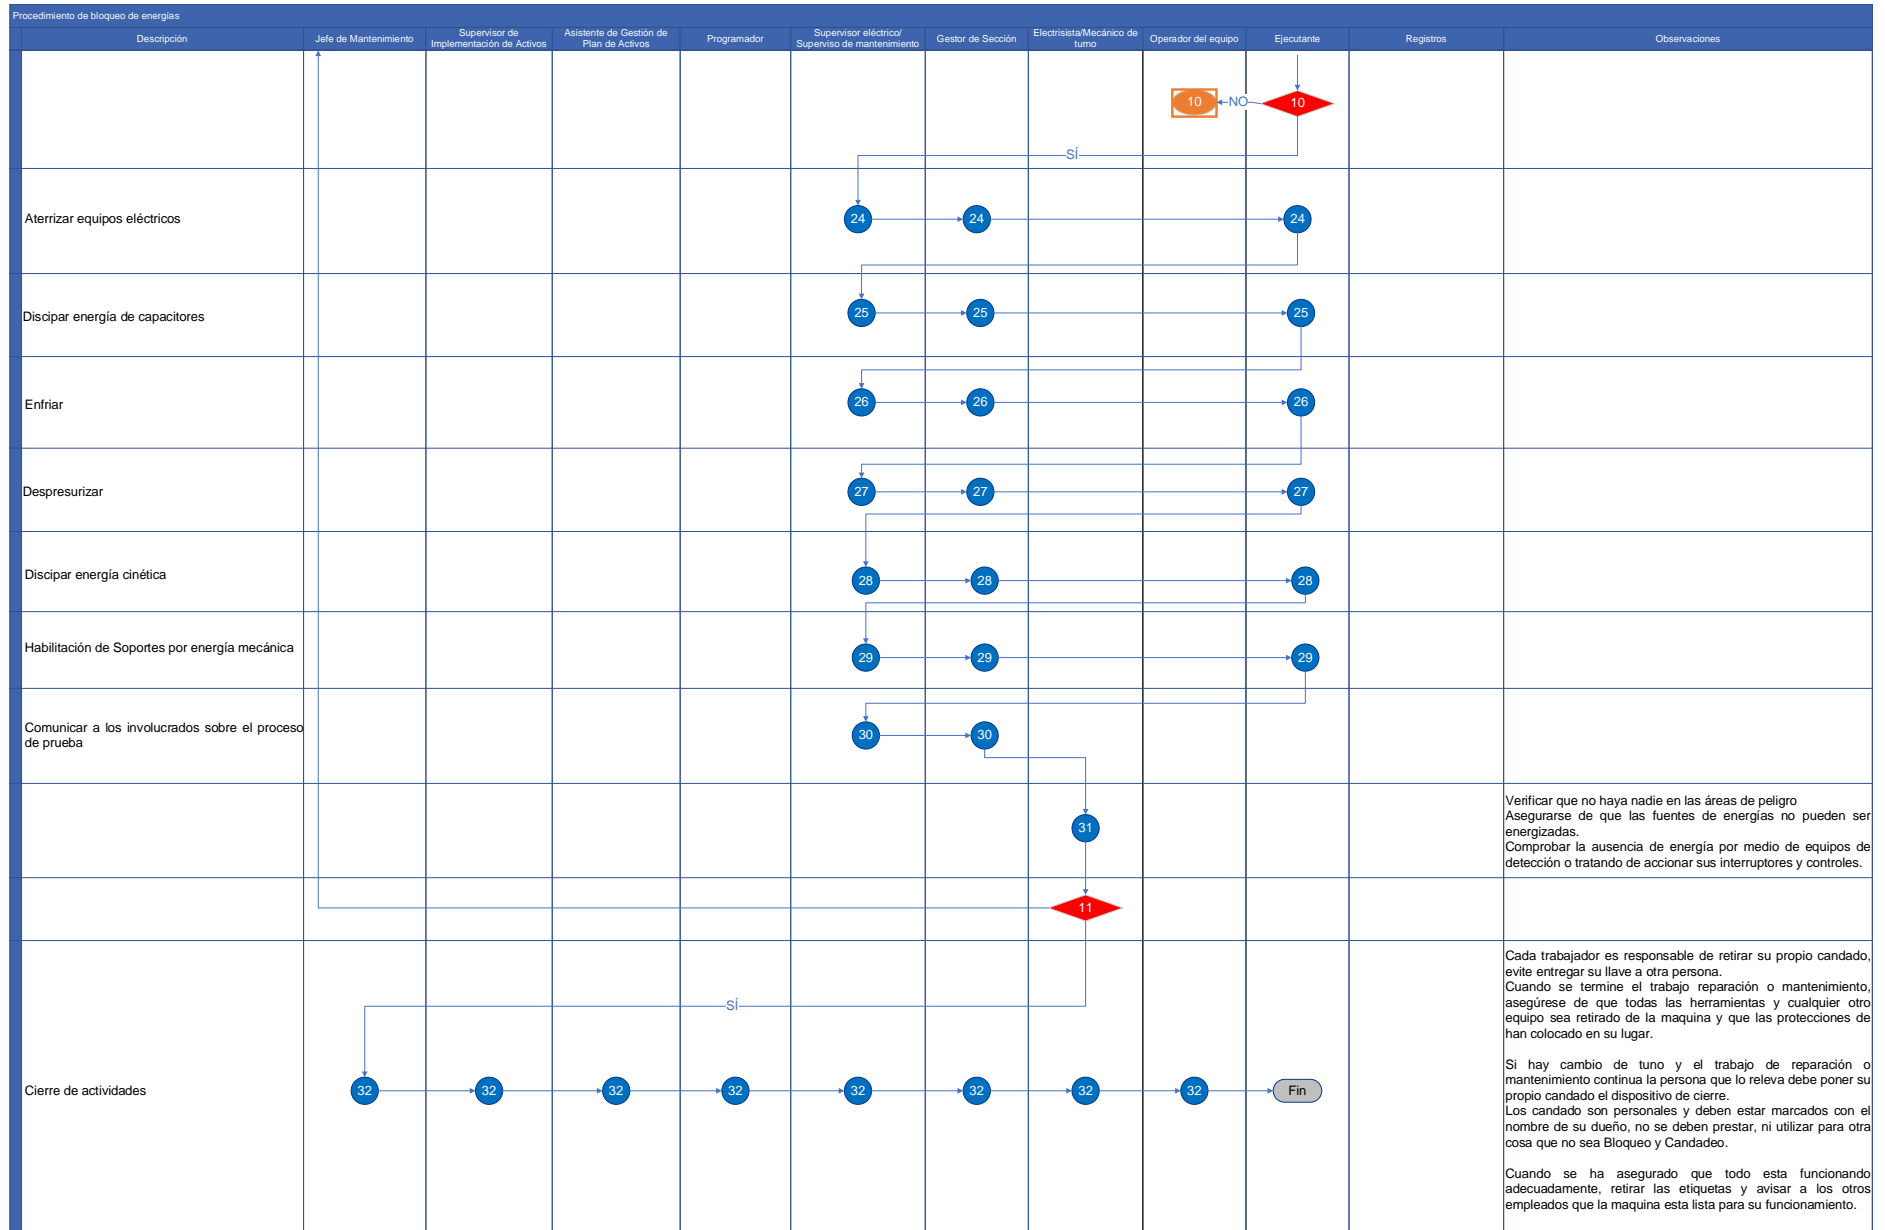 Procedimiento de bloqueo de energías
Descripción
Jefe de Mantenimiento
Supervisor de
Implementación de Activos
Asistente de Gestión de
Plan de Activos
Programador
Supervisor eléctrico/
Superviso de mantenimiento
Gestor de Sección
Electrisista/Mecánico de
turno
Operador del equipo
Ejecutante
Registros
Observaciones
10
NO
10
SÍ
Aterrizar equipos eléctricos
24
24
24
Discipar energía de capacitores
25
25
25
Enfriar
26
26
26
Despresurizar
27
27
27
Discipar energía cinética
28
28
28
Habilitación de Soportes por energía mecánica
29
29
29
Comunicar a los involucrados sobre el proceso
de prueba
30
30
31
Verificar que no haya nadie en las áreas de peligro
Asegurarse de que las fuentes de energías no pueden ser
energizadas.
Comprobar la ausencia de energía por medio de equipos de
detección o tratando de accionar sus interruptores y controles.
11
SÍ
Cierre de actividades
32
32
32
32
32
32
32
32
Fin
Cada trabajador es responsable de retirar su propio candado,
evite entregar su llave a otra persona.
Cuando se termine el trabajo reparación o mantenimiento,
asegúrese de que todas las herramientas y cualquier otro
equipo sea retirado de la maquina y que las protecciones de
han colocado en su lugar.
Si hay cambio de tuno y el trabajo de reparación o
mantenimiento continua la persona que lo releva debe poner su
propio candado el dispositivo de cierre.
Los candado son personales y deben estar marcados con el
nombre de su dueño, no se deben prestar, ni utilizar para otra
cosa que no sea Bloqueo y Candadeo.
Cuando se ha asegurado que todo esta funcionando
adecuadamente, retirar las etiquetas y avisar a los otros
empleados que la maquina esta lista para su funcionamiento.